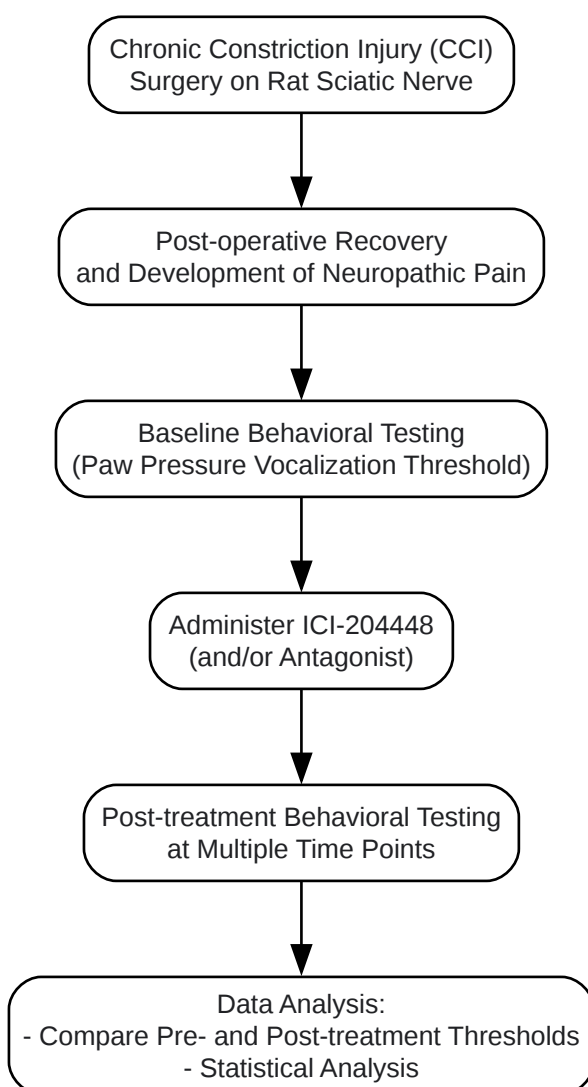 Chronic Constriction Injury (CCI)
Surgery on Rat Sciatic Nerve
Post-operative Recovery
and Development of Neuropathic Pain
Baseline Behavioral Testing
(Paw Pressure Vocalization Threshold)
Administer ICI-204448
(and/or Antagonist)
Post-treatment Behavioral Testing
at Multiple Time Points
Data Analysis:
- Compare Pre- and Post-treatment Thresholds
- Statistical Analysis